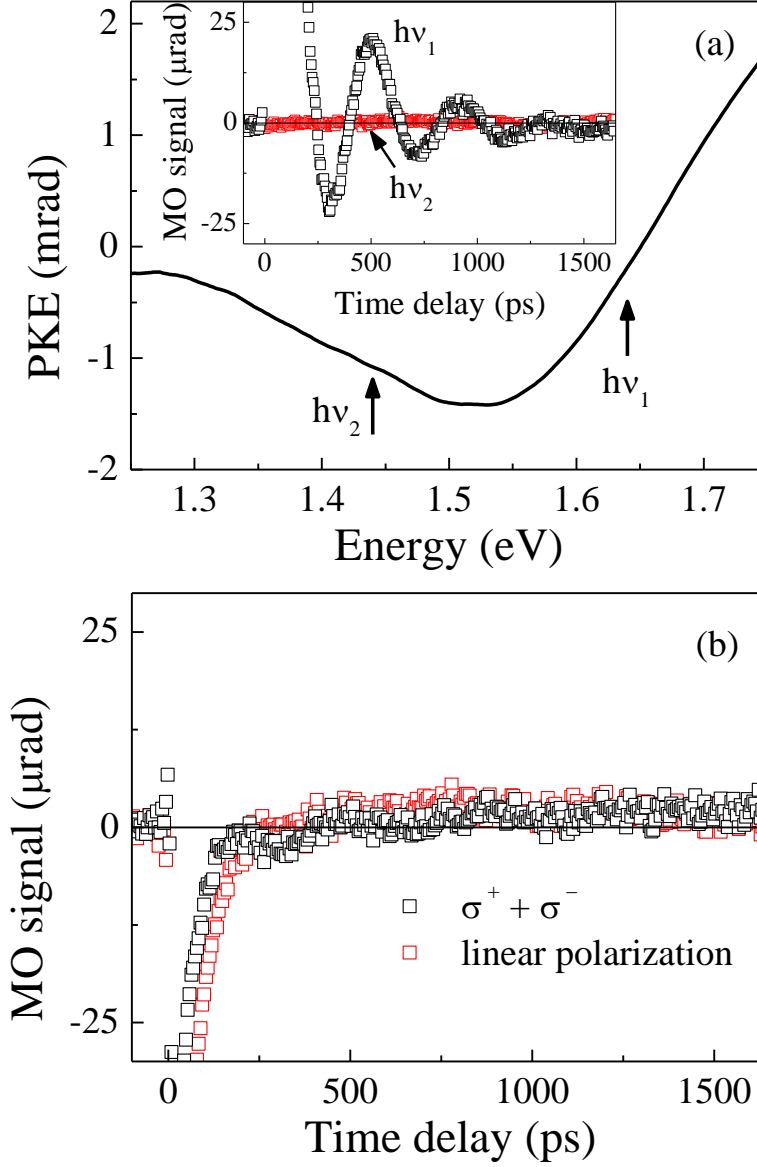 (a)
PKE (mrad)
2
1
0
-1
-2
MO signal (μrad)
25
0
-25
hν₁
hν₂
0 500 1000 1500
Time delay (ps)
hν₂
hν₁
1.3 1.4 1.5 1.6 1.7
Energy (eV)
(b)
MO signal (μrad)
25
0
-25
σ⁺ + σ⁻
linear polarization
0 500 1000 1500
Time delay (ps)